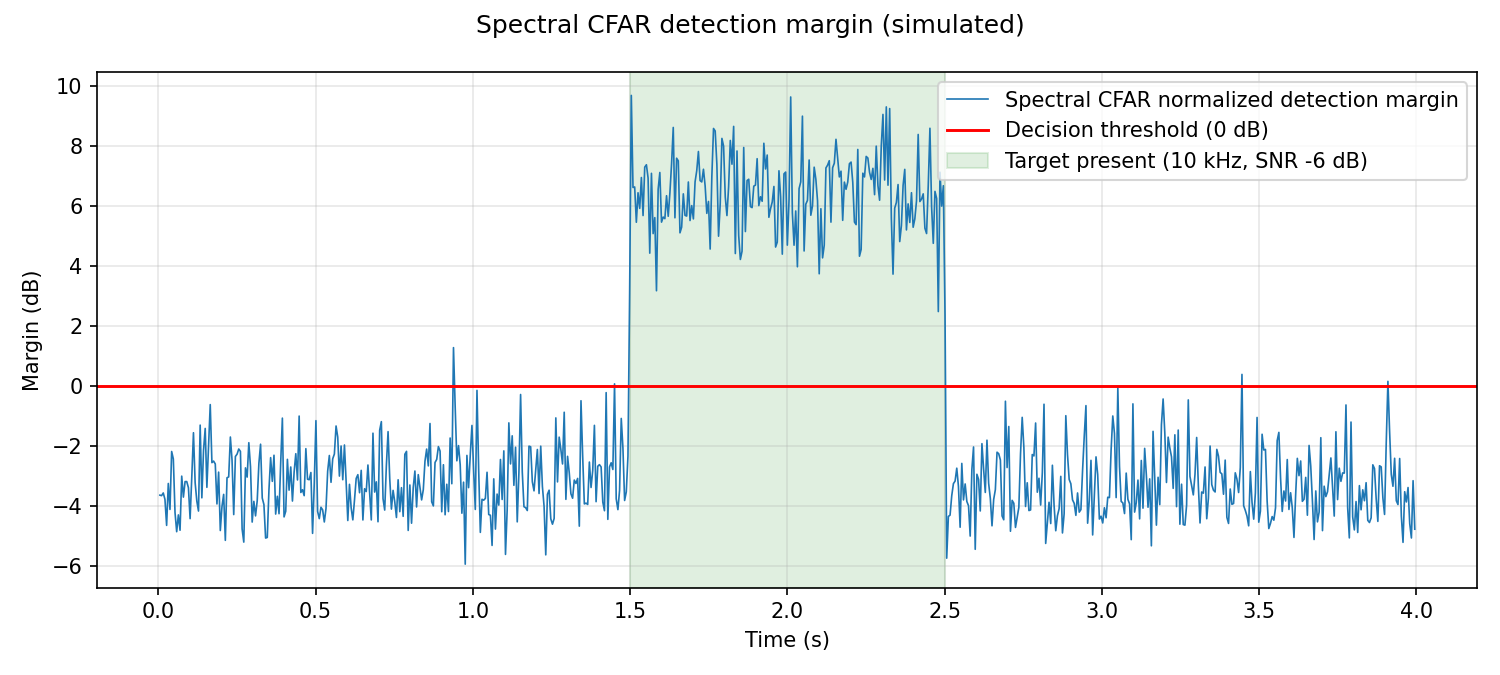 Spectral CFAR detection margin (simulated)
Spectral CFAR normalized detection margin
Decision threshold (0 dB)
Target present (10 kHz, SNR -6 dB)
Margin (dB)
10
8
6
4
2
0
−2
−4
−6
0.0 0.5 1.0 1.5 2.0 2.5 3.0 3.5 4.0
Time (s)